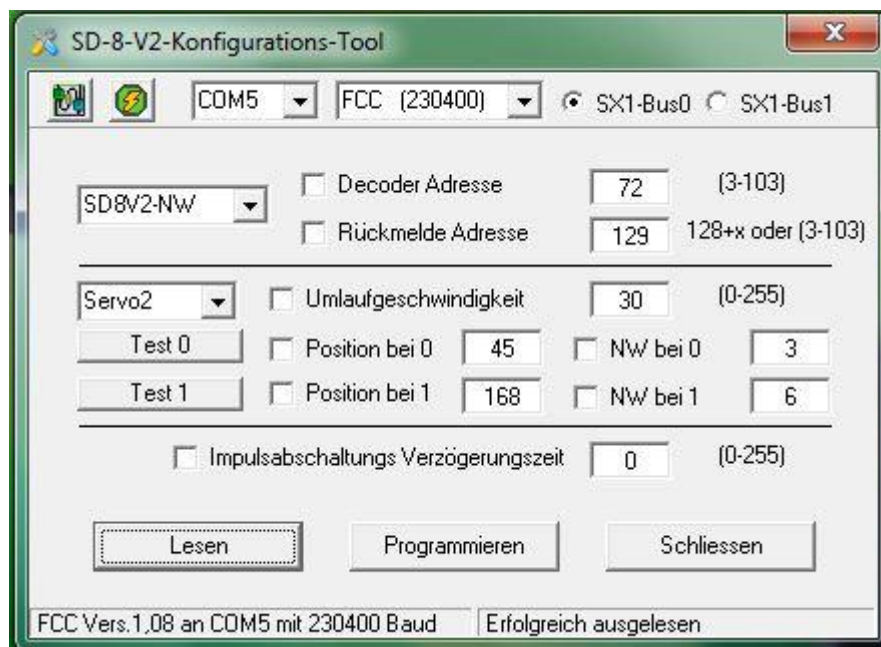 SD-8-V2-Konfigurations-Tool
COM5 FCC (230400) SX1-Bus0 SX1-Bus1
SD8V2-NW
Decoder Adresse 72 (3-103)
Rückmelde Adresse 129 128+x oder (3-103)
Servo2 Umlaufgeschwindigkeit 30 (0-255)
Test 0 Position bei 0 45 NW bei 0 3
Test 1 Position bei 1 168 NW bei 1 6
Impulsabschaltungs Verzögerungszeit 0 (0-255)
Lesen Programmieren Schliessen
FCC Vers.1,08 an COM5 mit 230400 Baud Erfolgreich ausgelesen